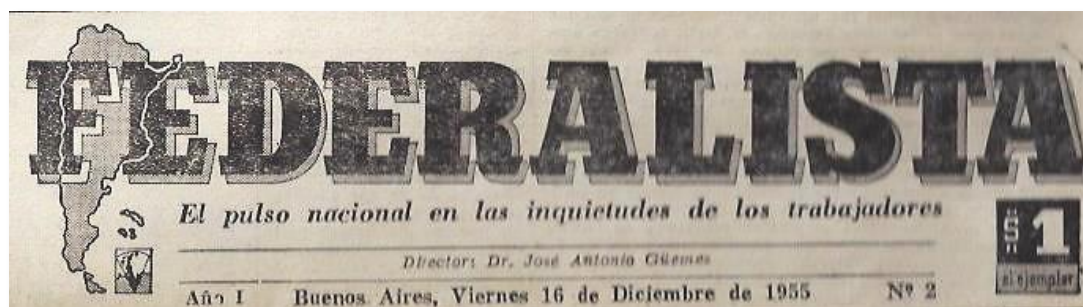 FEDERALISTA
El pulso nacional en las inquietudes de los trabajadores
Director: Dr. José Antonio Güemes
Año I Buenos Aires, Viernes 16 de Diciembre de 1955 Nº 2
$ 1
el ejemplar